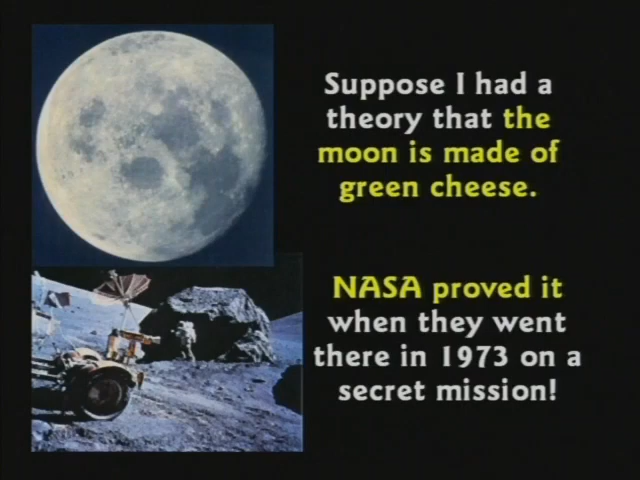 Suppose I had a
theory that the
moon is made of
green cheese.
NASA proved it
when they went
there in 1973 on a
secret mission!